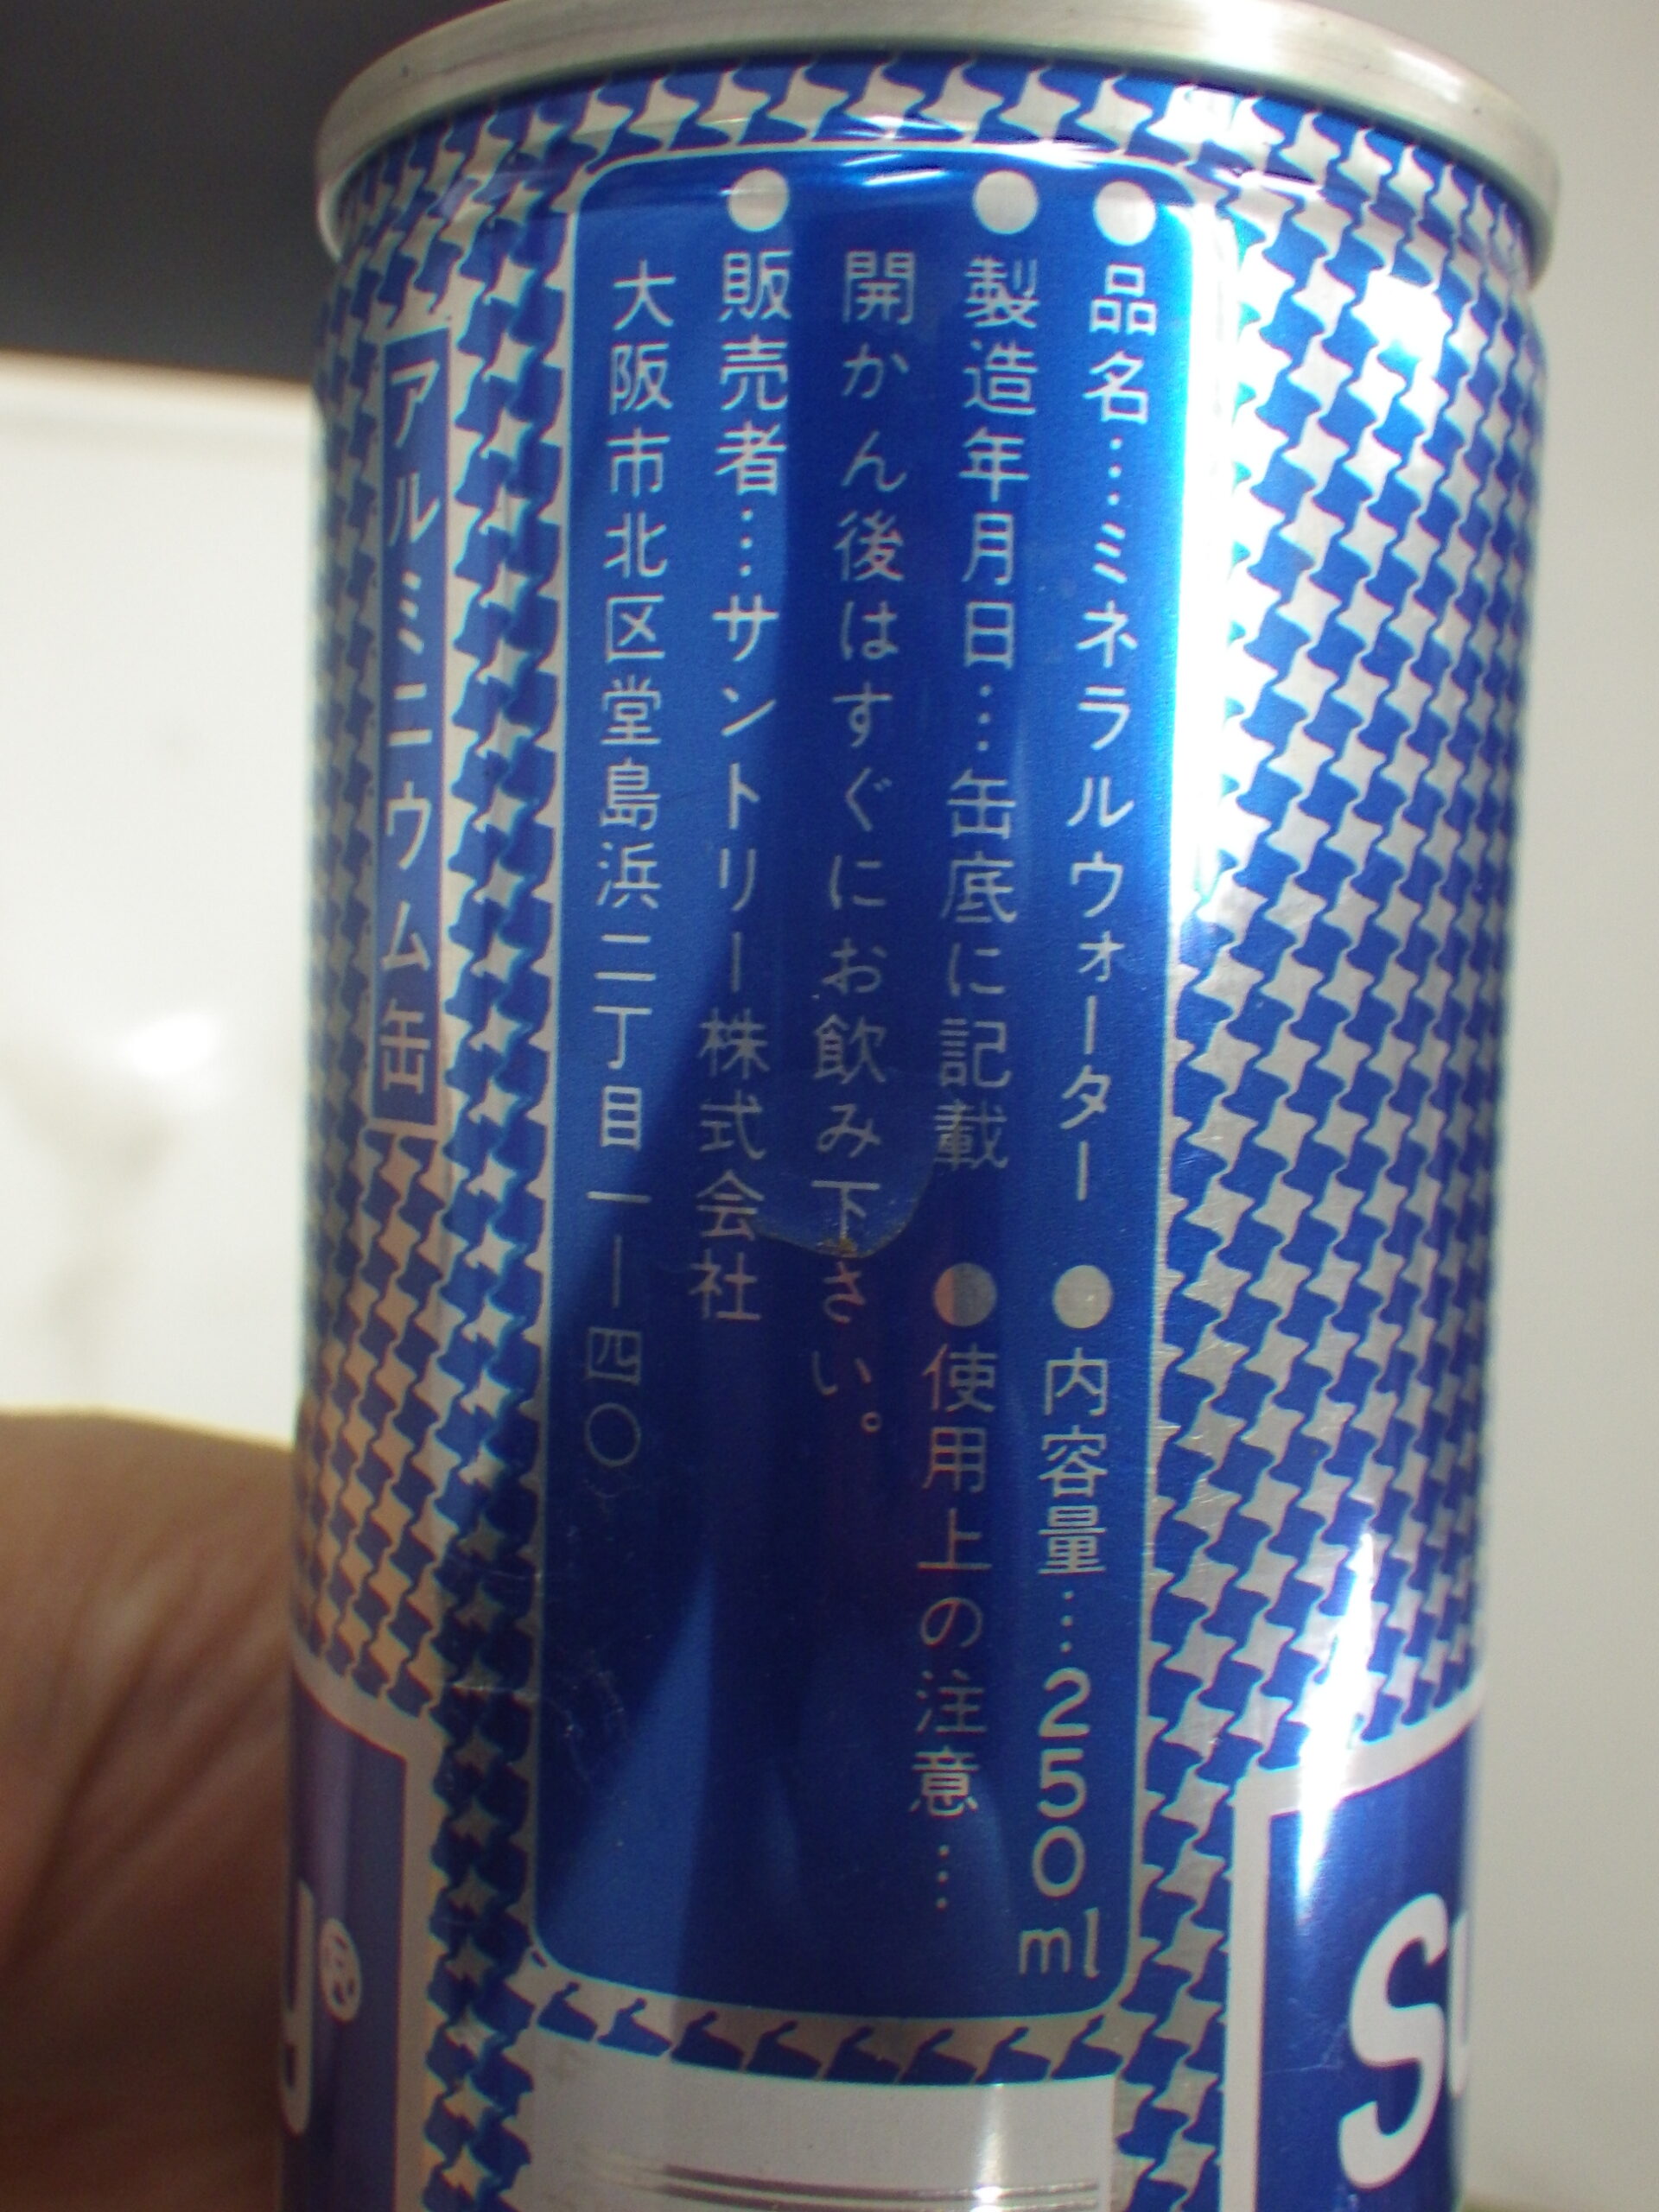 ●品名…ミネラルウォーター ●内容量…250ml
●製造年月日…缶底に記載 ●使用上の注意…
開かん後はすぐにお飲み下さい。
●販売者…サントリー株式会社
大阪市北区堂島浜二丁目一ー四〇
アルミニウム缶
y®
Su